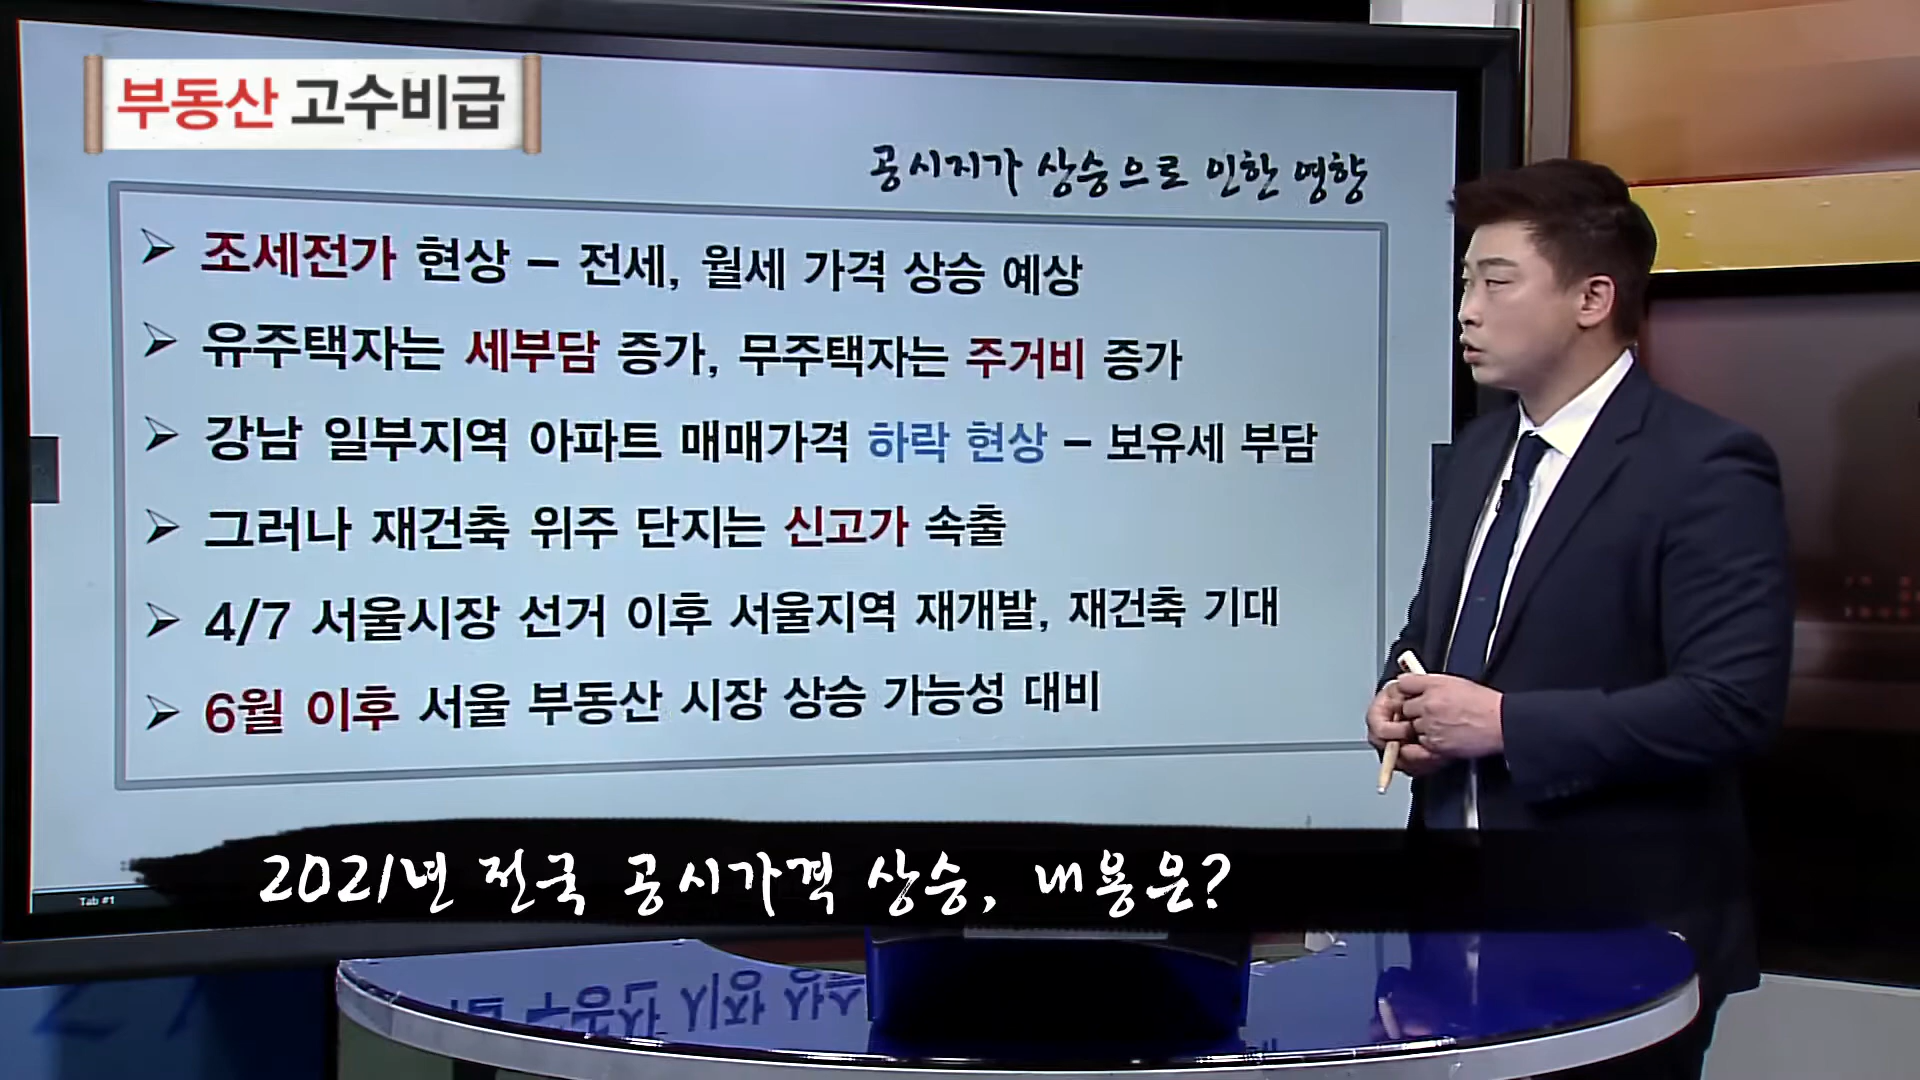 부동산 고수비급
공시지가 상승으로 인한 영향
➢ 조세전가 현상 – 전세, 월세 가격 상승 예상
➢ 유주택자는 세부담 증가, 무주택자는 주거비 증가
➢ 강남 일부지역 아파트 매매가격 하락 현상 – 보유세 부담
➢ 그러나 재건축 위주 단지는 신고가 속출
➢ 4/7 서울시장 선거 이후 서울지역 재개발, 재건축 기대
➢ 6월 이후 서울 부동산 시장 상승 가능성 대비
2021년 전국 공시가격 상승, 내용은?
Tab #1